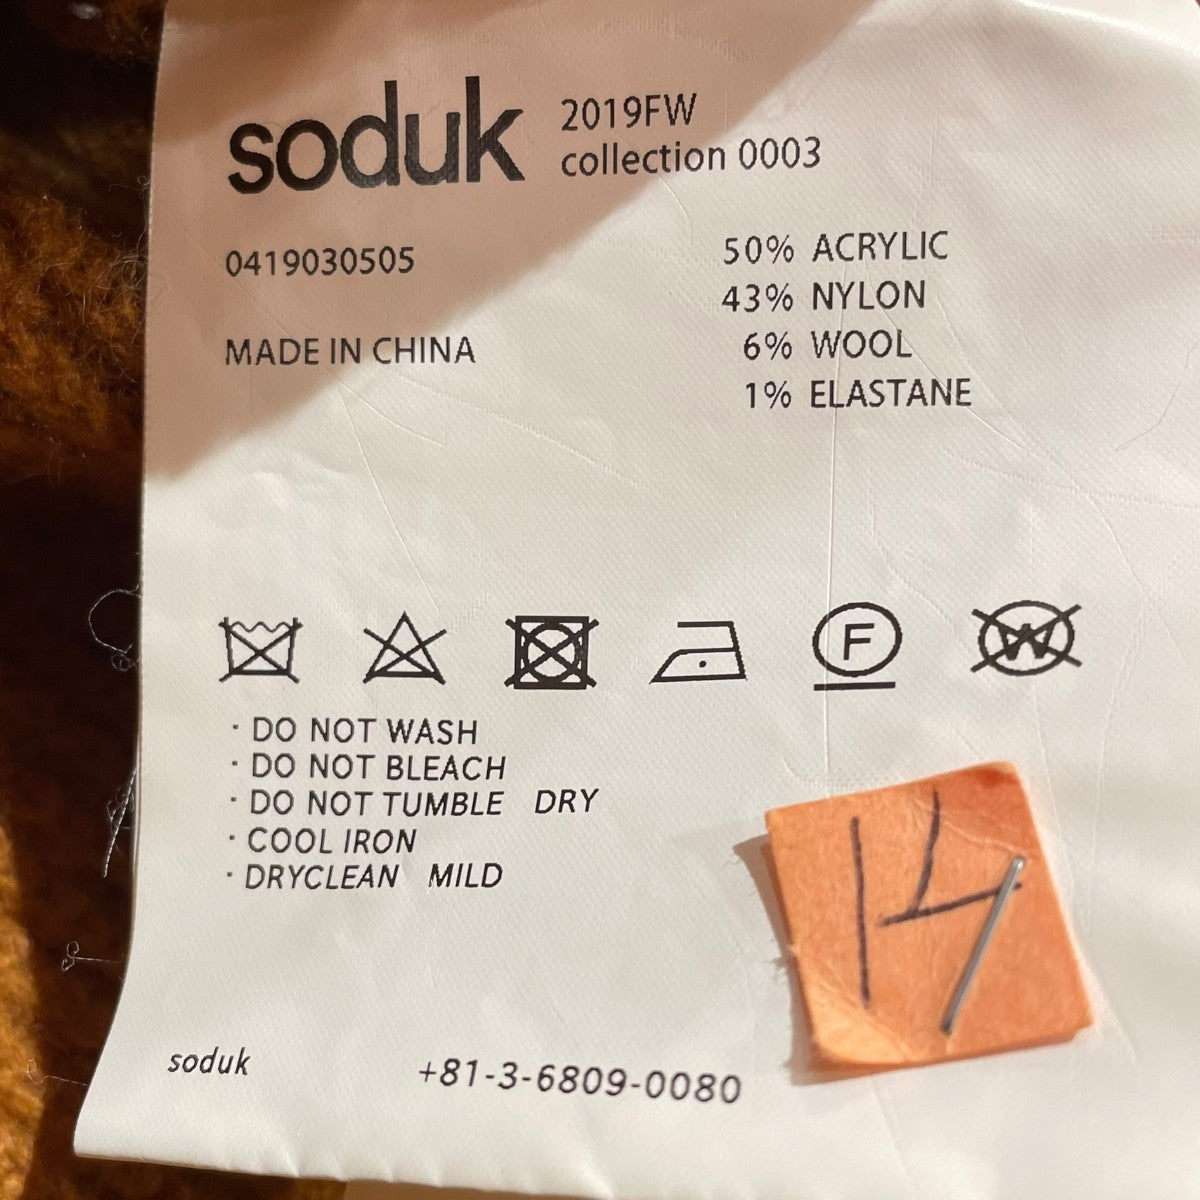 soduk
2019FW
collection 0003
0419030505
MADE IN CHINA
50% ACRYLIC
43% NYLON
6% WOOL
1% ELASTANE
F
W
· DO NOT WASH
· DO NOT BLEACH
· DO NOT TUMBLE DRY
· COOL IRON
· DRYCLEAN MILD
14
soduk
+81-3-6809-0080